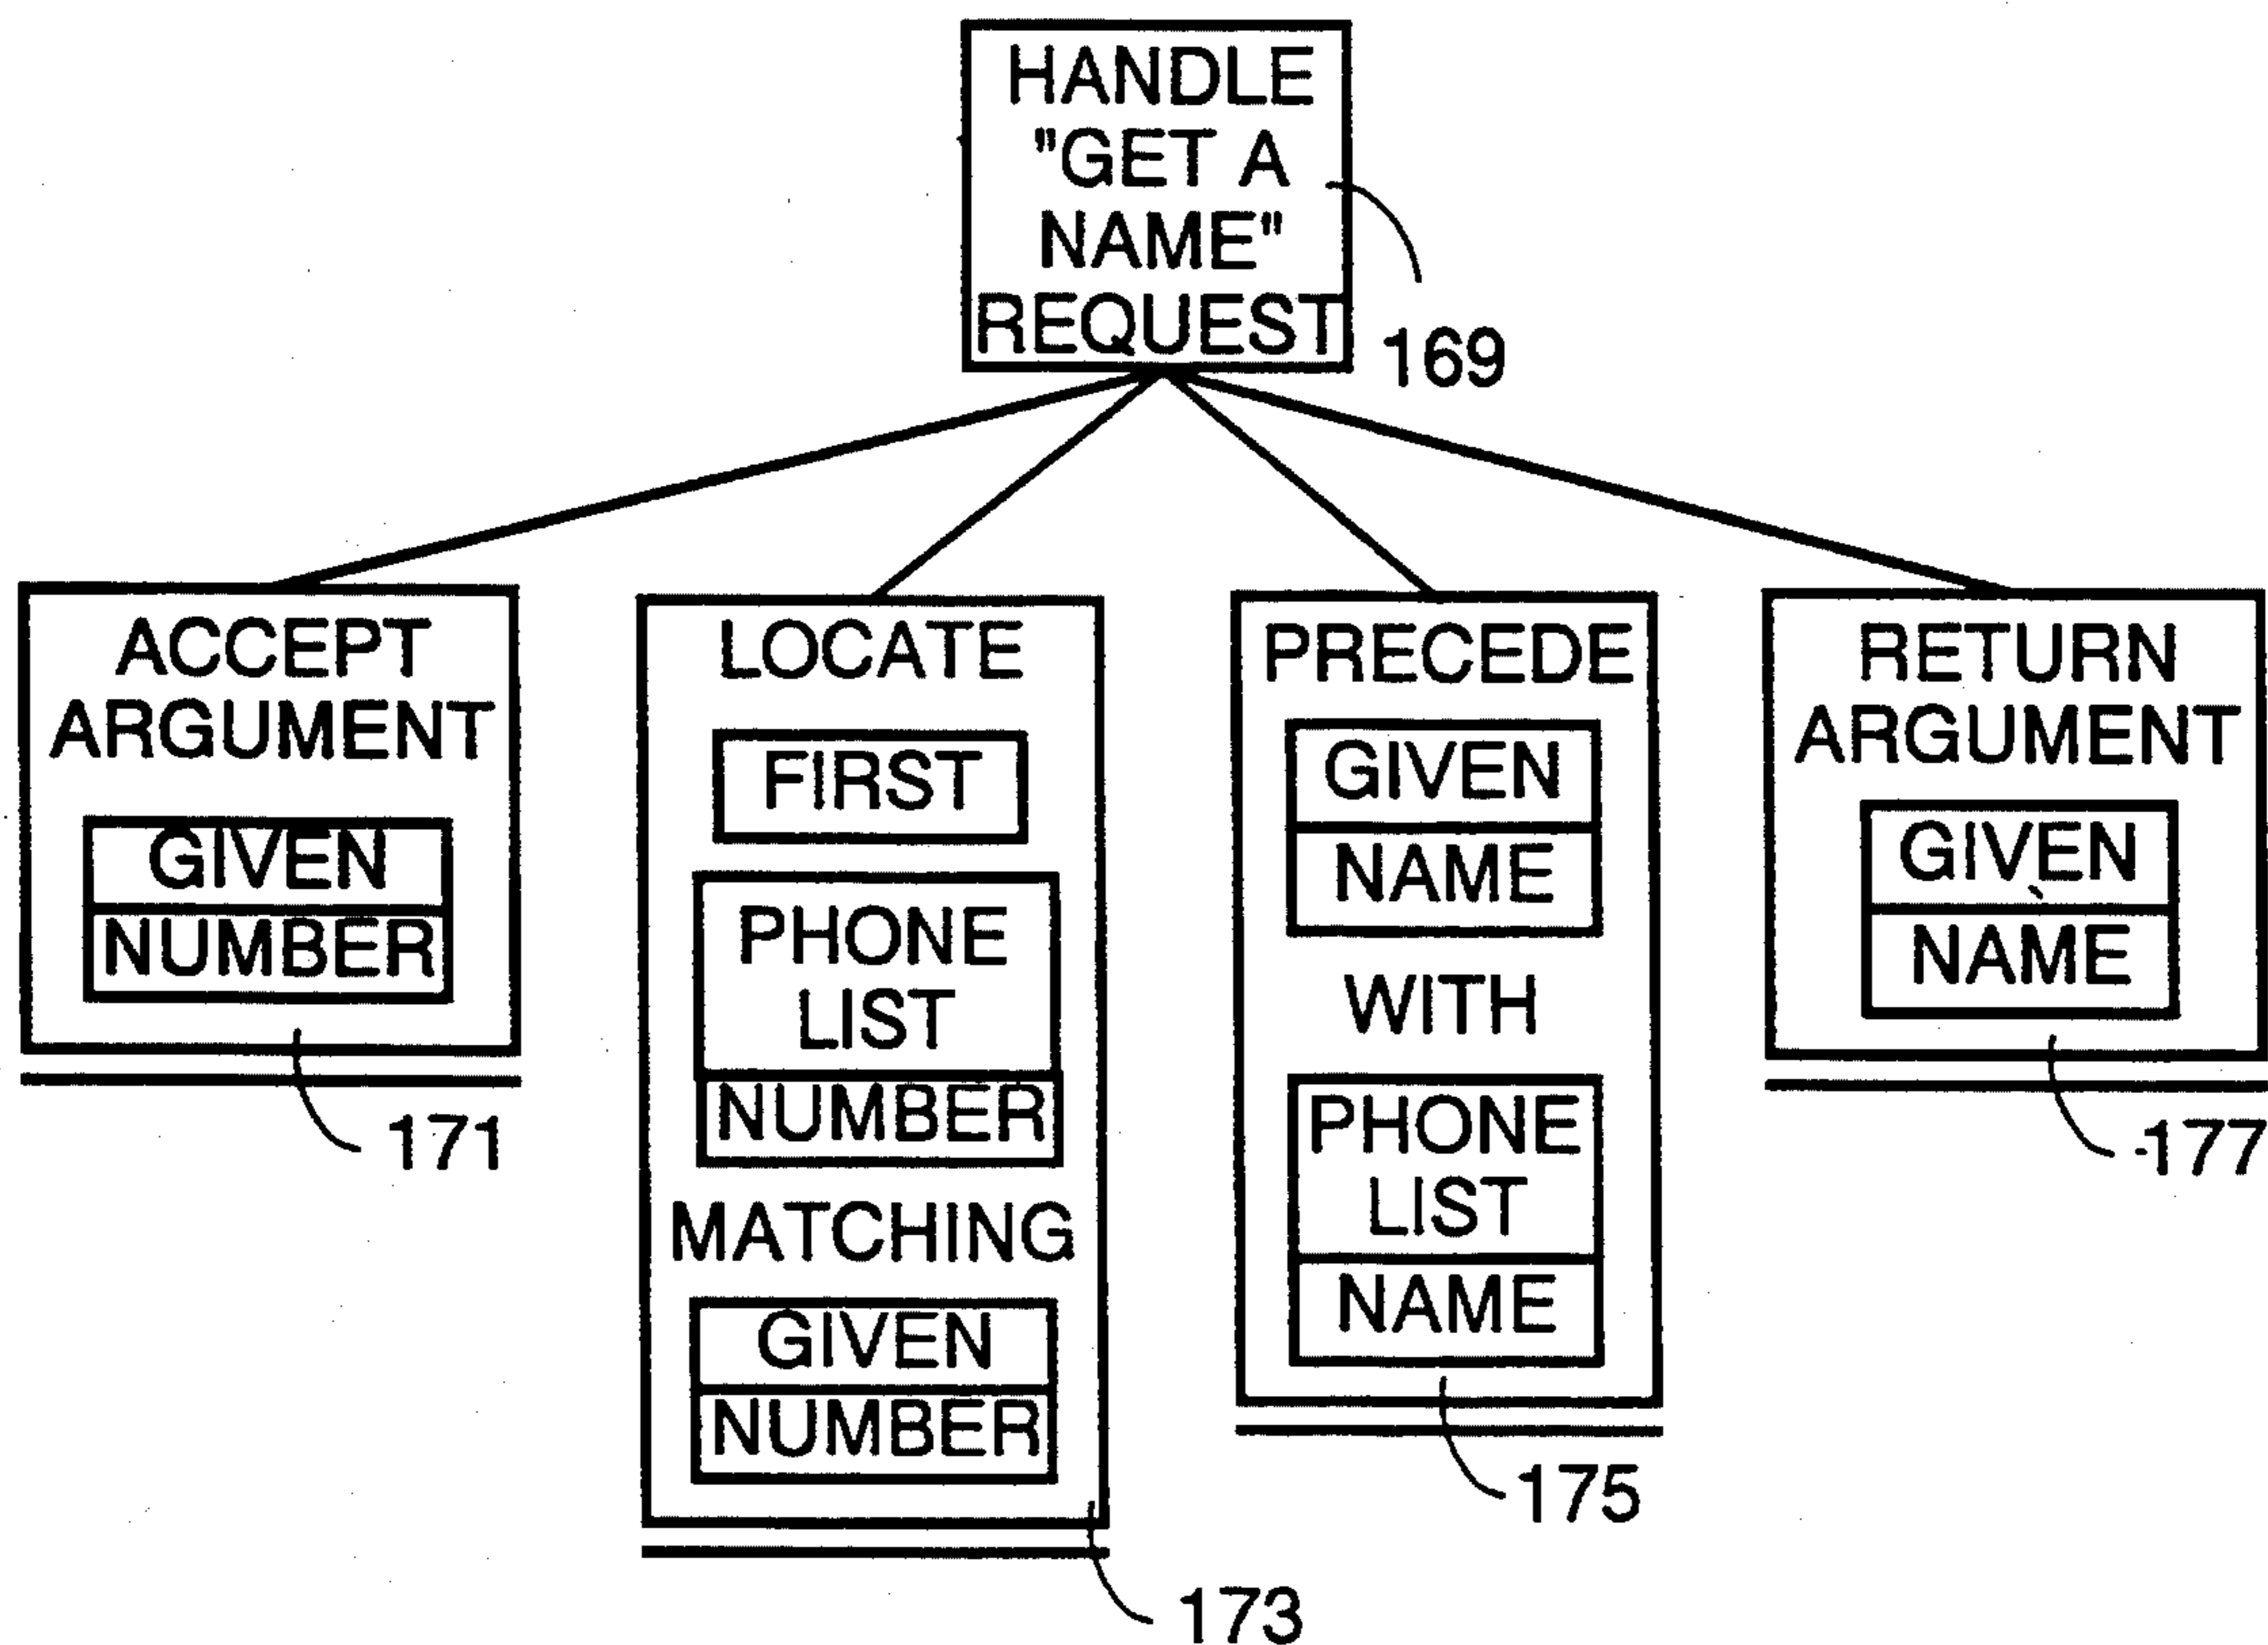 HANDLE
"GET A
NAME"
REQUEST
169
ACCEPT
ARGUMENT
GIVEN
NUMBER
171
LOCATE
FIRST
PHONE
LIST
NUMBER
MATCHING
GIVEN
NUMBER
173
PRECEDE
GIVEN
NAME
WITH
PHONE
LIST
NAME
175
RETURN
ARGUMENT
GIVEN
NAME
177